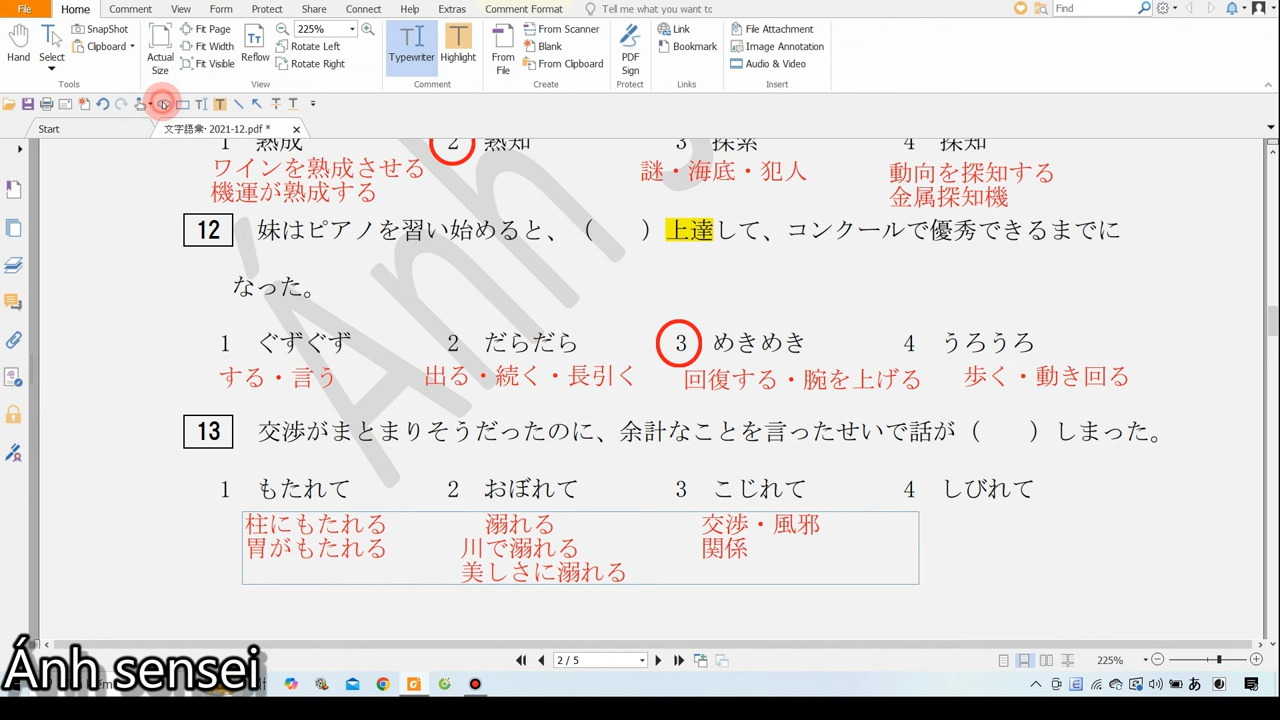 File Home Comment View Form Protect Share Connect Help Extras Comment Format Tell me what you want to Find
Hand Select SnapShot Clipboard Tools
Actual Size Fit Page Fit Width Fit Visible Reflow 225% Rotate Left Rotate Right View
Typewriter Highlight Comment
From File From Scanner Blank From Clipboard Create
PDF Sign Protect
Link Bookmark Links
File Attachment Image Annotation Audio & Video Insert
Start 文字語彙· 2021-12.pdf *
1 熟成 2 熟知 3 探索 4 探知
ワインを熟成させる 謎・海底・犯人 動向を探知する
機運が熟成する 金属探知機
12 妹はピアノを習い始めると、（ ）上達して、コンクールで優秀できるまでに
なった。
1 ぐずぐず 2 だらだら 3 めきめき 4 うろうろ
する・言う 出る・続く・長引く 回復する・腕を上げる 歩く・動き回る
13 交渉がまとまりそうだったのに、余計なことを言ったせいで話が（ ）しまった。
1 もたれて 2 おぼれて 3 こじれて 4 しびれて
柱にもたれる 溺れる 交渉・風邪
胃がもたれる 川で溺れる 関係
美しさに溺れる
Ánh s
2 / 5 225%
Ánh sensei